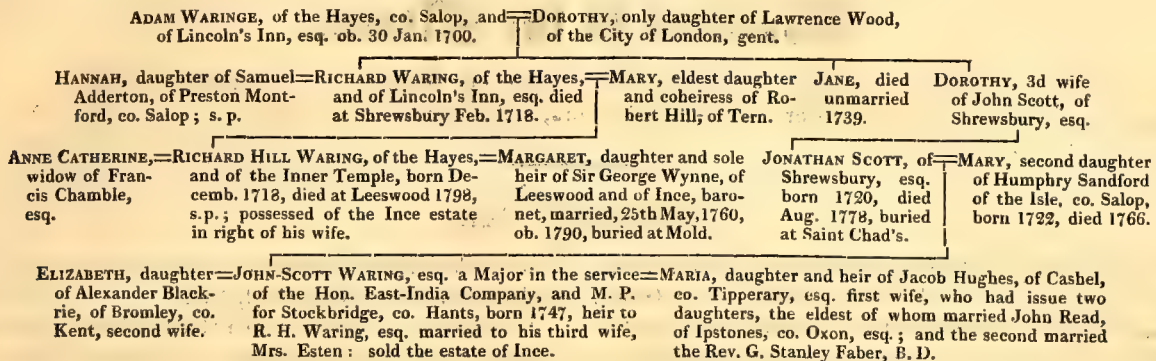 ADAM WARINGE, of the Hayes, co. Salop, and
of Lincoln's Inn, esq. ob. 30 Jan. 1700.
DOROTHY, only daughter of Lawrence Wood,
of the City of London, gent.
HANNAH, daughter of Samuel
Adderton, of Preston Mont-
ford, co. Salop; s. p.
RICHARD WARING, of the Hayes,
and of Lincoln's Inn, esq. died
at Shrewsbury Feb. 1718.
MARY, eldest daughter
and coheiress of Ro-
bert Hill, of Tern.
JANE, died
unmarried
1739.
DOROTHY, 3d wife
of John Scott, of
Shrewsbury, esq.
ANNE CATHERINE,
widow of Fran-
cis Chamble,
esq.
RICHARD HILL WARING, of the Hayes,
and of the Inner Temple, born De-
cemb. 1718, died at Leeswood 1798,
s.p.; possessed of the Ince estate
in right of his wife.
MARGARET, daughter and sole
heir of Sir George Wynne, of
Leeswood and of Ince, baro-
net, married, 25th May, 1760,
ob. 1790, buried at Mold.
JONATHAN SCOTT, of
Shrewsbury, esq.
born 1720, died
Aug. 1778, buried
at Saint Chad's.
MARY, second daughter
of Humphry Sandford
of the Isle, co. Salop,
born 1722, died 1766.
ELIZABETH, daughter
of Alexander Black-
rie, of Bromley, co.
Kent, second wife.
JOHN-SCOTT WARING, esq. a Major in the service
of the Hon. East-India Company, and M. P.
for Stockbridge, co. Hants, born 1747, heir to
R. H. Waring, esq. married to his third wife,
Mrs. Esten: sold the estate of Ince.
MARIA, daughter and heir of Jacob Hughes, of Cashel,
co. Tipperary, esq. first wife, who had issue two
daughters, the eldest of whom married John Read,
of Ipstones, co. Oxon, esq.; and the second married
the Rev. G. Stanley Faber, B. D.